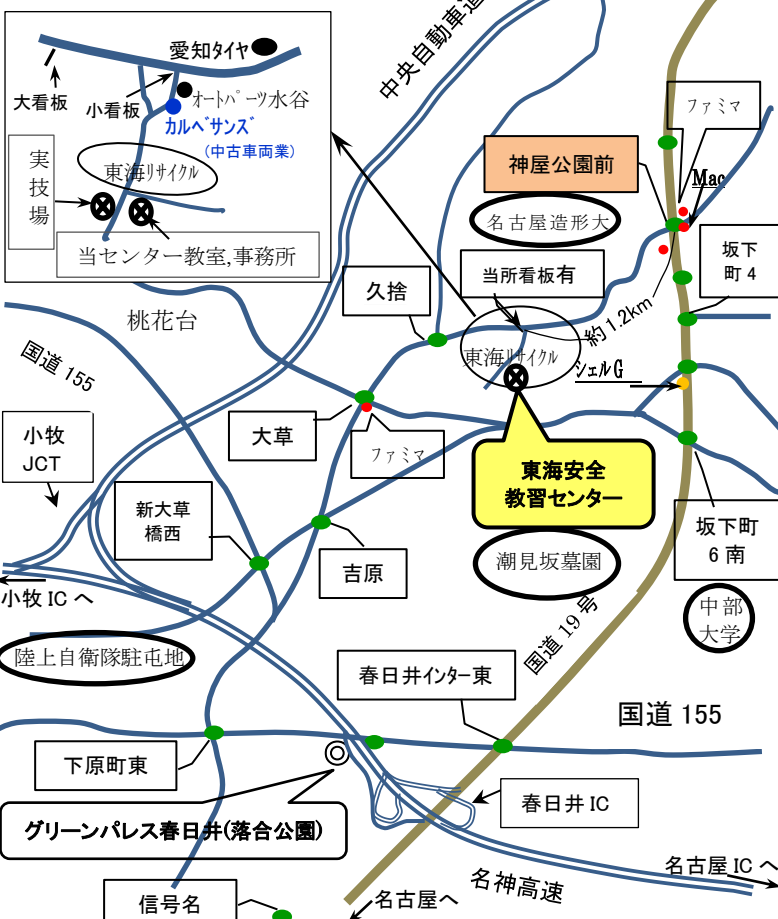 愛知タイヤ
大看板
小看板
オートパーツ水谷
カルベサンズ
(中古車両業)
東海リサイクル
実技場
当センター教室,事務所
中央自動車道
ファミマ
Mac
神屋公園前
名古屋造形大
坂下
町 4
当所看板有
久捨
約 1.2km
桃花台
国道 155
東海リサイクル
シェル G
大草
ファミマ
小牧
JCT
東海安全
教習センター
新大草
橋西
吉原
潮見坂墓園
坂下町
6 南
小牧 IC へ
中部
大学
陸上自衛隊駐屯地
国道 19 号
春日井インター東
国道 155
下原町東
春日井 IC
グリーンパレス春日井(落合公園)
名古屋 IC へ
名神高速
信号名
名古屋へ